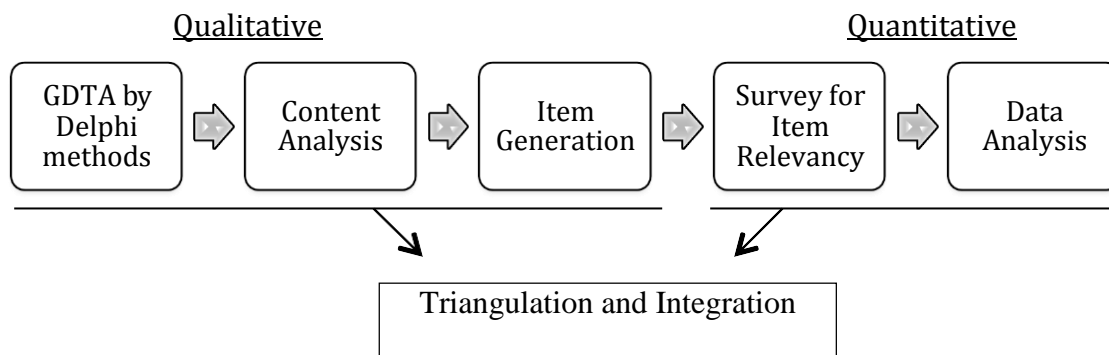 Qualitative
Quantitative
GDTA by
Delphi
methods
Content
Analysis
Item
Generation
Survey for
Item
Relevancy
Data
Analysis
Triangulation and Integration